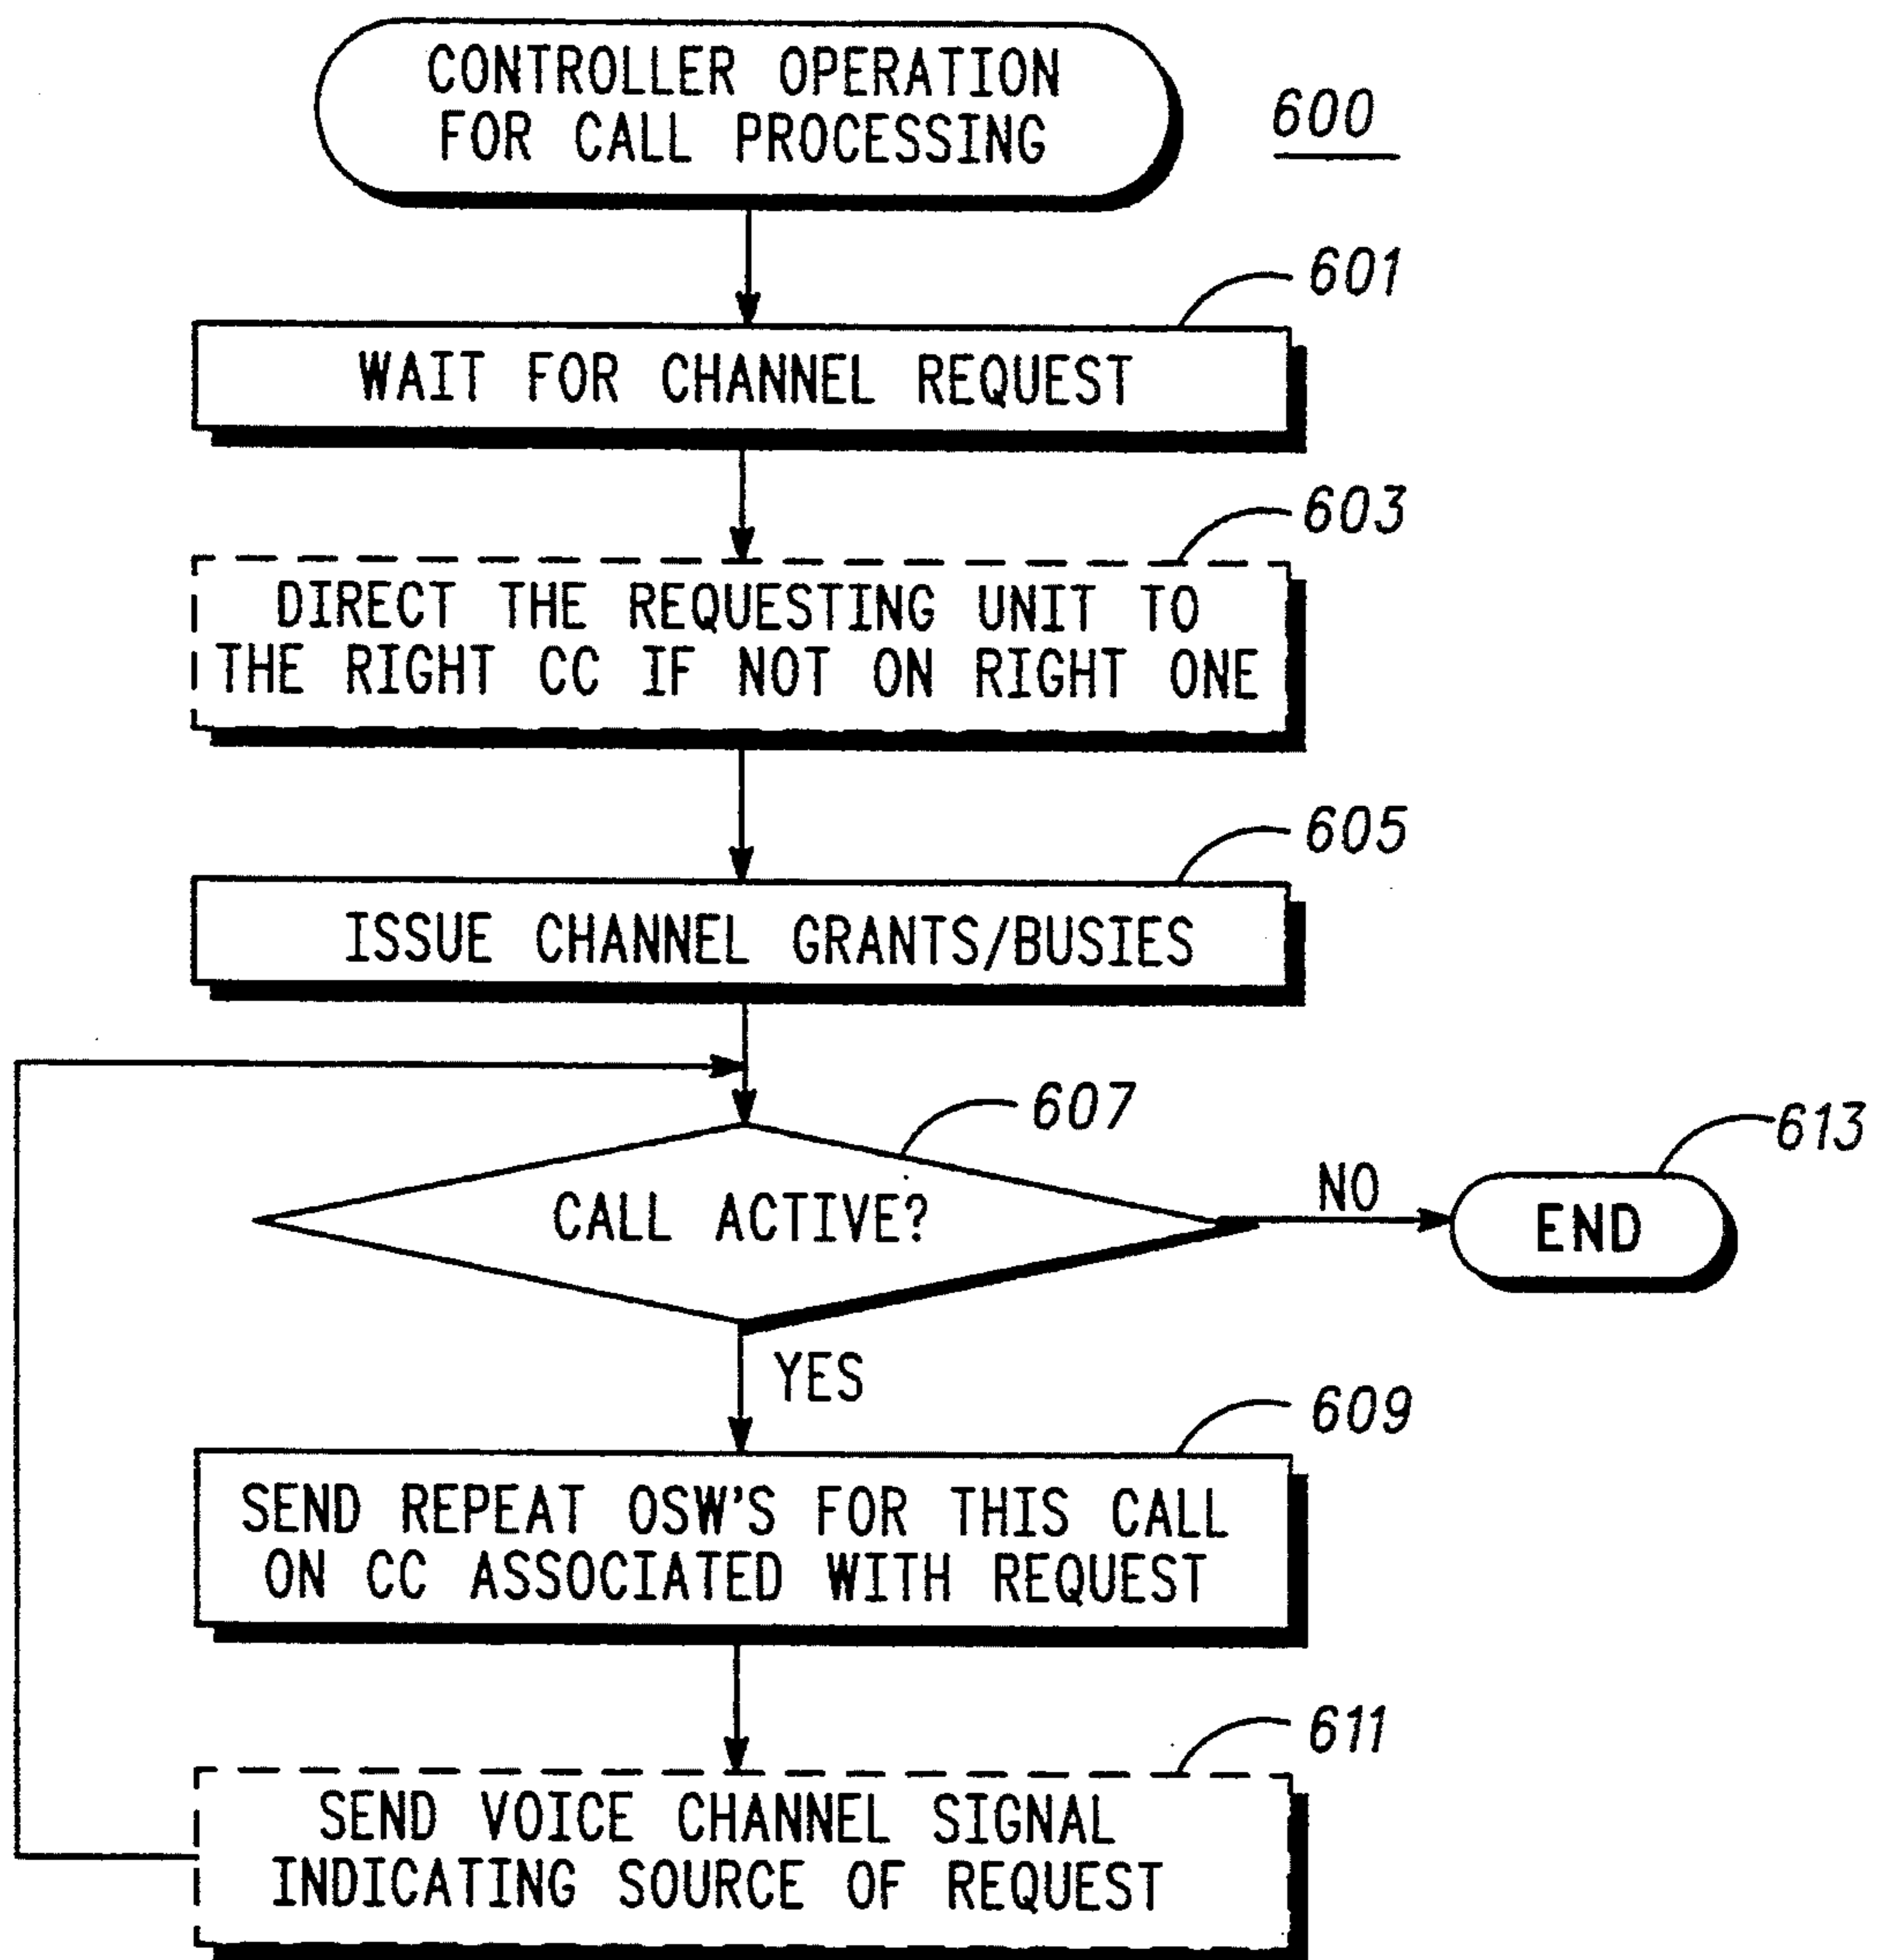 CONTROLLER OPERATION
FOR CALL PROCESSING
600
601
WAIT FOR CHANNEL REQUEST
603
DIRECT THE REQUESTING UNIT TO
THE RIGHT CC IF NOT ON RIGHT ONE
605
ISSUE CHANNEL GRANTS/BUSIES
607
CALL ACTIVE?
NO
613
END
YES
609
SEND REPEAT OSW'S FOR THIS CALL
ON CC ASSOCIATED WITH REQUEST
611
SEND VOICE CHANNEL SIGNAL
INDICATING SOURCE OF REQUEST